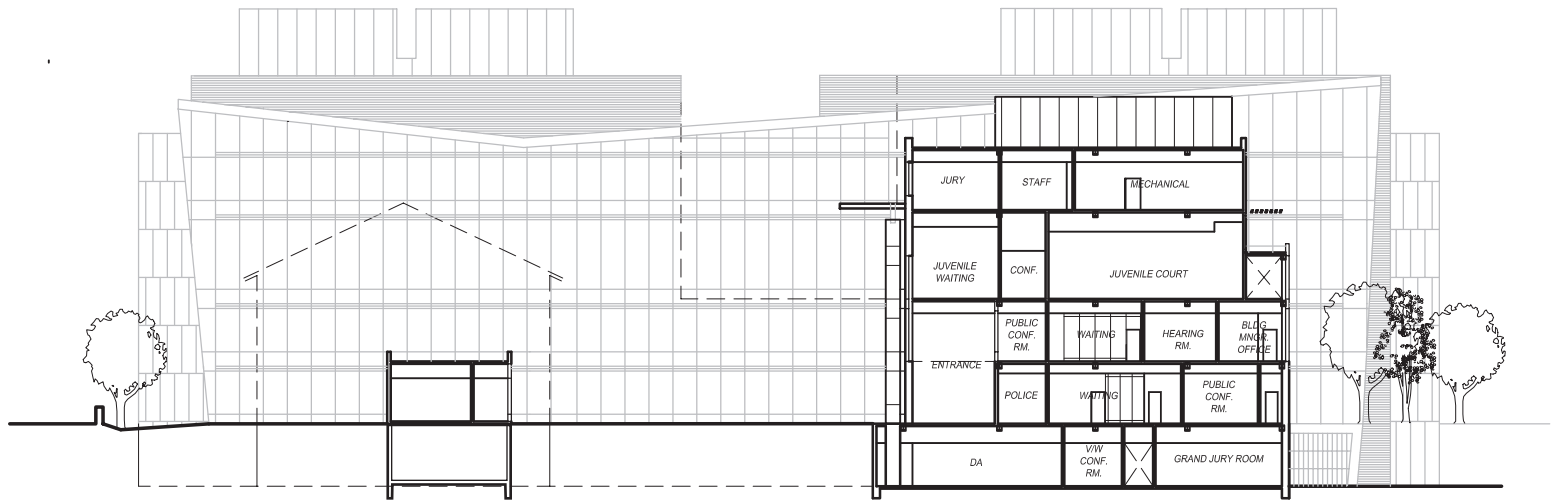 JURY
STAFF
MECHANICAL
JUVENILE
WAITING
CONF.
JUVENILE COURT
PUBLIC
CONF.
RM.
WAITING
HEARING
RM.
BLDG
MNGR.
OFFICE
ENTRANCE
POLICE
WAITING
PUBLIC
CONF.
RM.
DA
V/W
CONF.
RM.
GRAND JURY ROOM